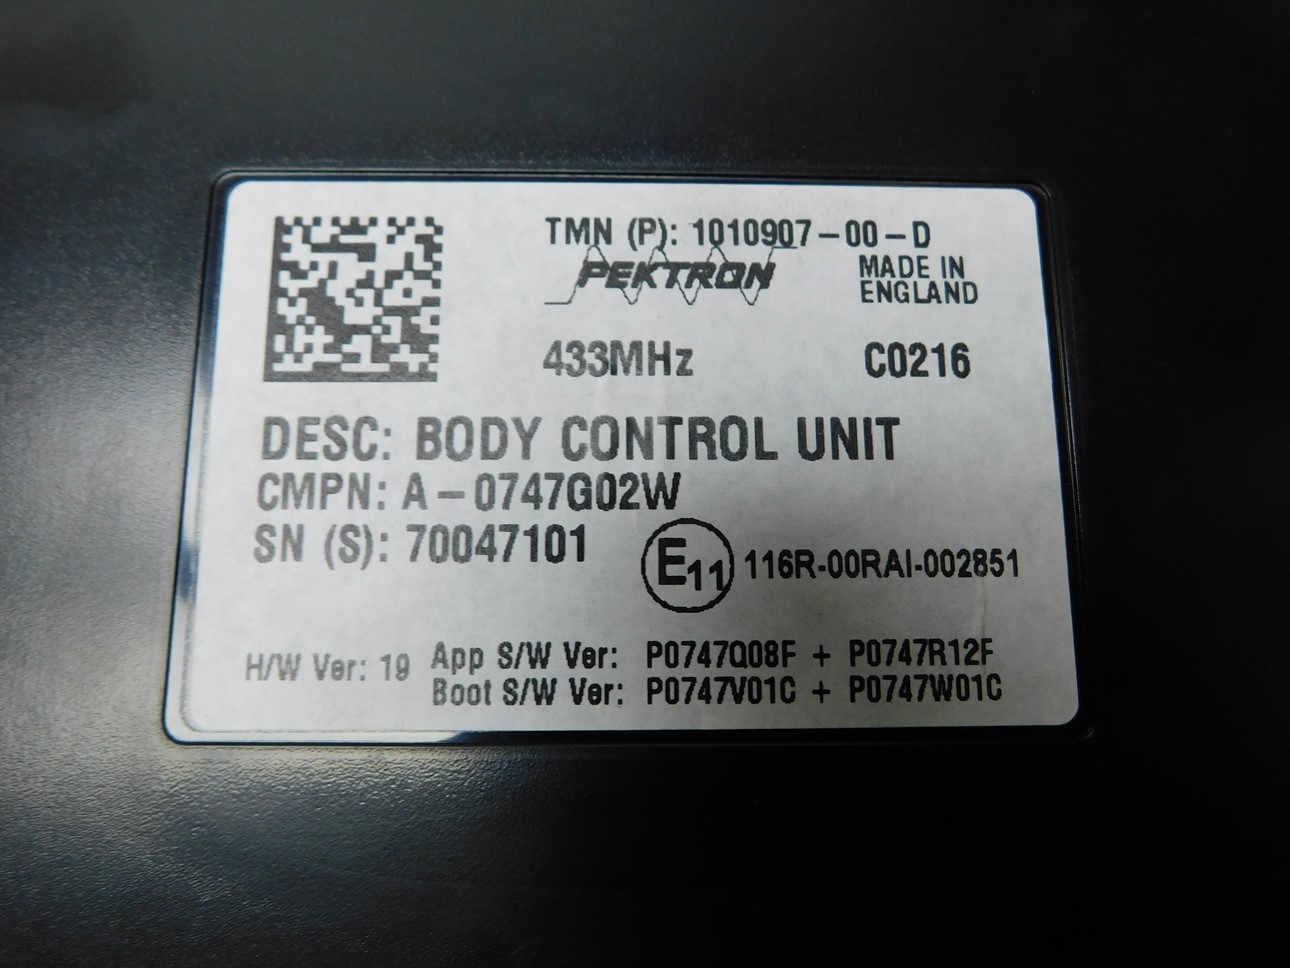 TMN (P): 1010907-00-D
PEKTRON
MADE IN
ENGLAND
433MHz
C0216
DESC: BODY CONTROL UNIT
CMPN: A-0747G02W
SN (S): 70047101
E11 116R-00RAI-002851
H/W Ver: 19
App S/W Ver: P0747Q08F + P0747R12F
Boot S/W Ver: P0747V01C + P0747W01C